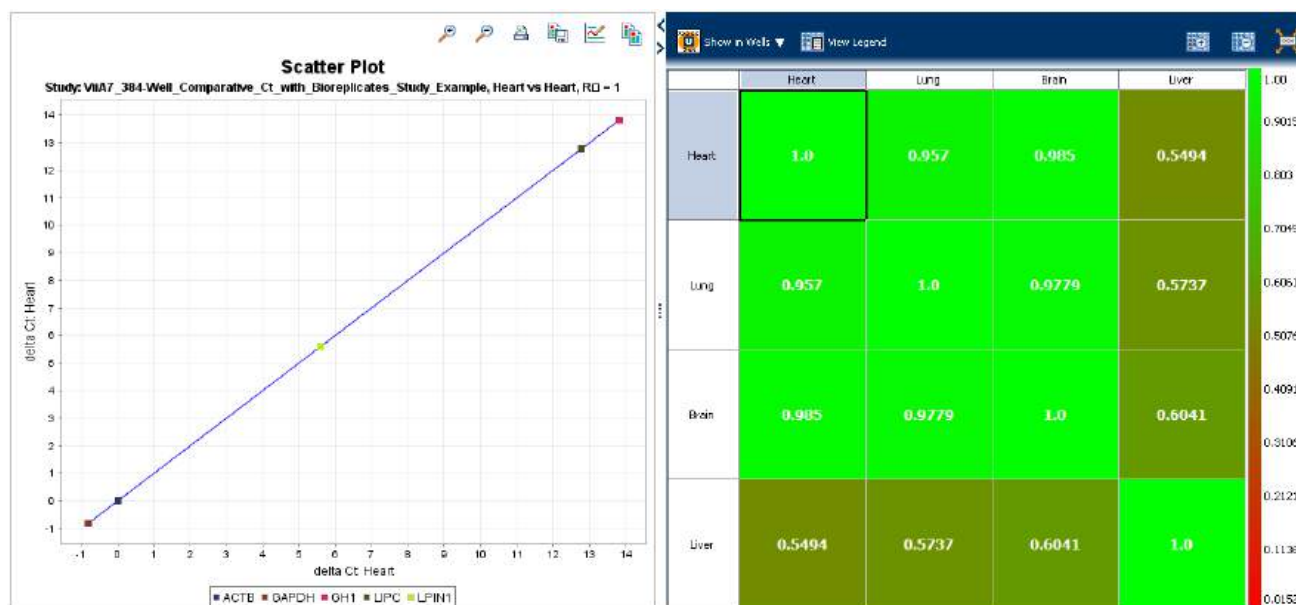 Scatter Plot
Study: ViiA7_384-Well_Comparative_Ct_with_Bioreplicates_Study_Example, Heart vs Heart, R□ = 1
14
13
12
11
10
9
8
7
6
5
4
3
2
1
0
-1
delta Ct: Heart
-1 0 1 2 3 4 5 6 7 8 9 10 11 12 13 14
delta Ct: Heart
ACTB GAPDH GH1 LIPC LPIN1
Show in Wells ▼ View Legend
Heart Lung Brain Liver
Heart 1.0 0.957 0.985 0.5494
Lung 0.957 1.0 0.9779 0.5737
Brain 0.985 0.9779 1.0 0.6041
Liver 0.5494 0.5737 0.6041 1.0
1.00
0.9015
0.803
0.7045
0.6061
0.5076
0.4091
0.3106
0.2121
0.1136
0.0152